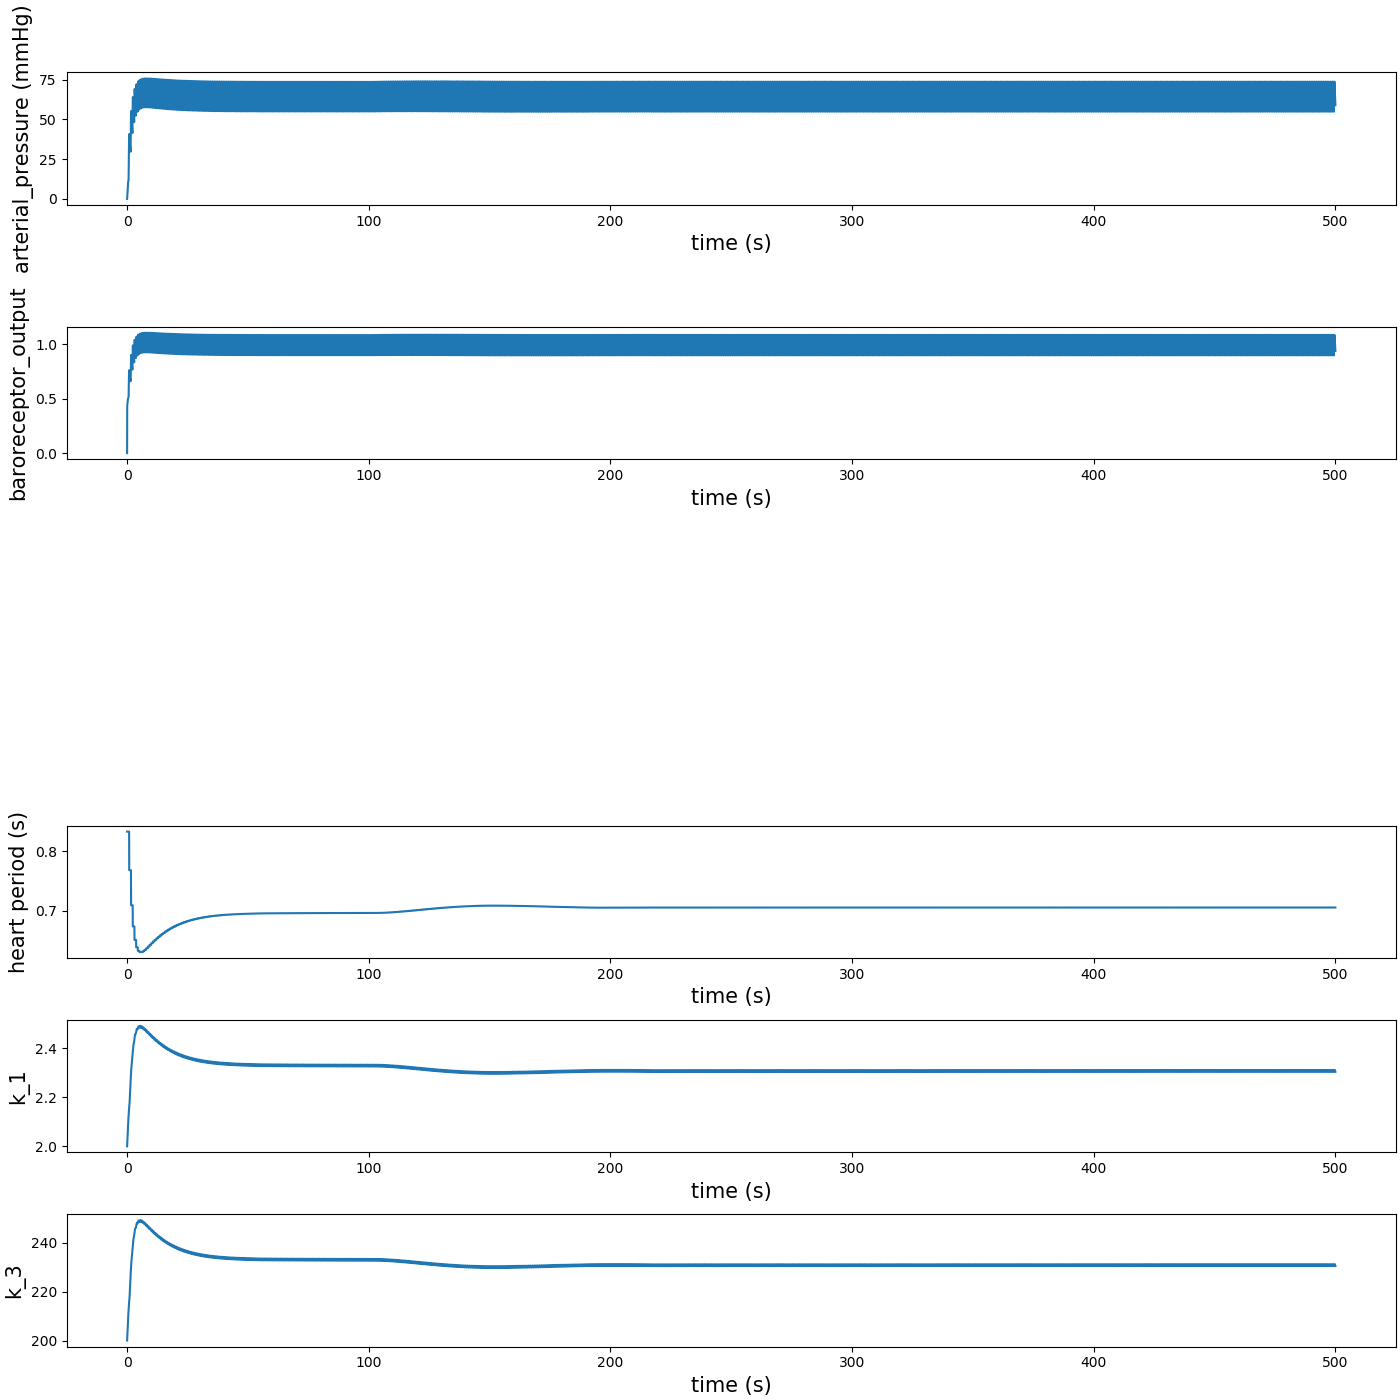 arterial_pressure (mmHg)
75
50
25
0
0 100 200 300 400 500
time (s)
baroreceptor_output
1.0
0.5
0.0
0 100 200 300 400 500
time (s)
heart period (s)
0.8
0.7
0 100 200 300 400 500
time (s)
k_1
2.4
2.2
2.0
0 100 200 300 400 500
time (s)
k_3
240
220
200
0 100 200 300 400 500
time (s)